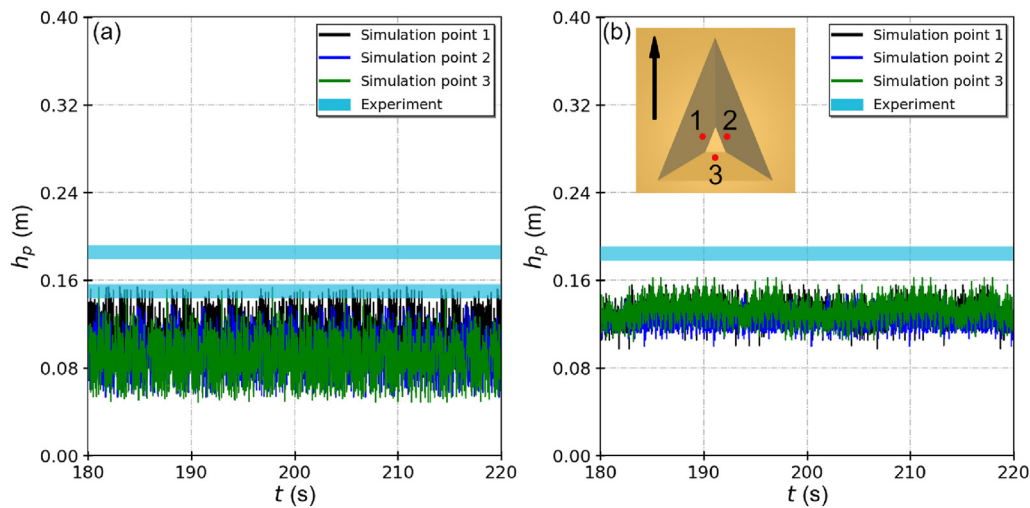 (a)
Simulation point 1
Simulation point 2
Simulation point 3
Experiment
0.40
0.32
0.24
0.16
0.08
0.00
h_p (m)
180
190
200
210
220
t (s)
(b)
Simulation point 1
Simulation point 2
Simulation point 3
Experiment
1 2
3
0.40
0.32
0.24
0.16
0.08
0.00
h_p (m)
180
190
200
210
220
t (s)